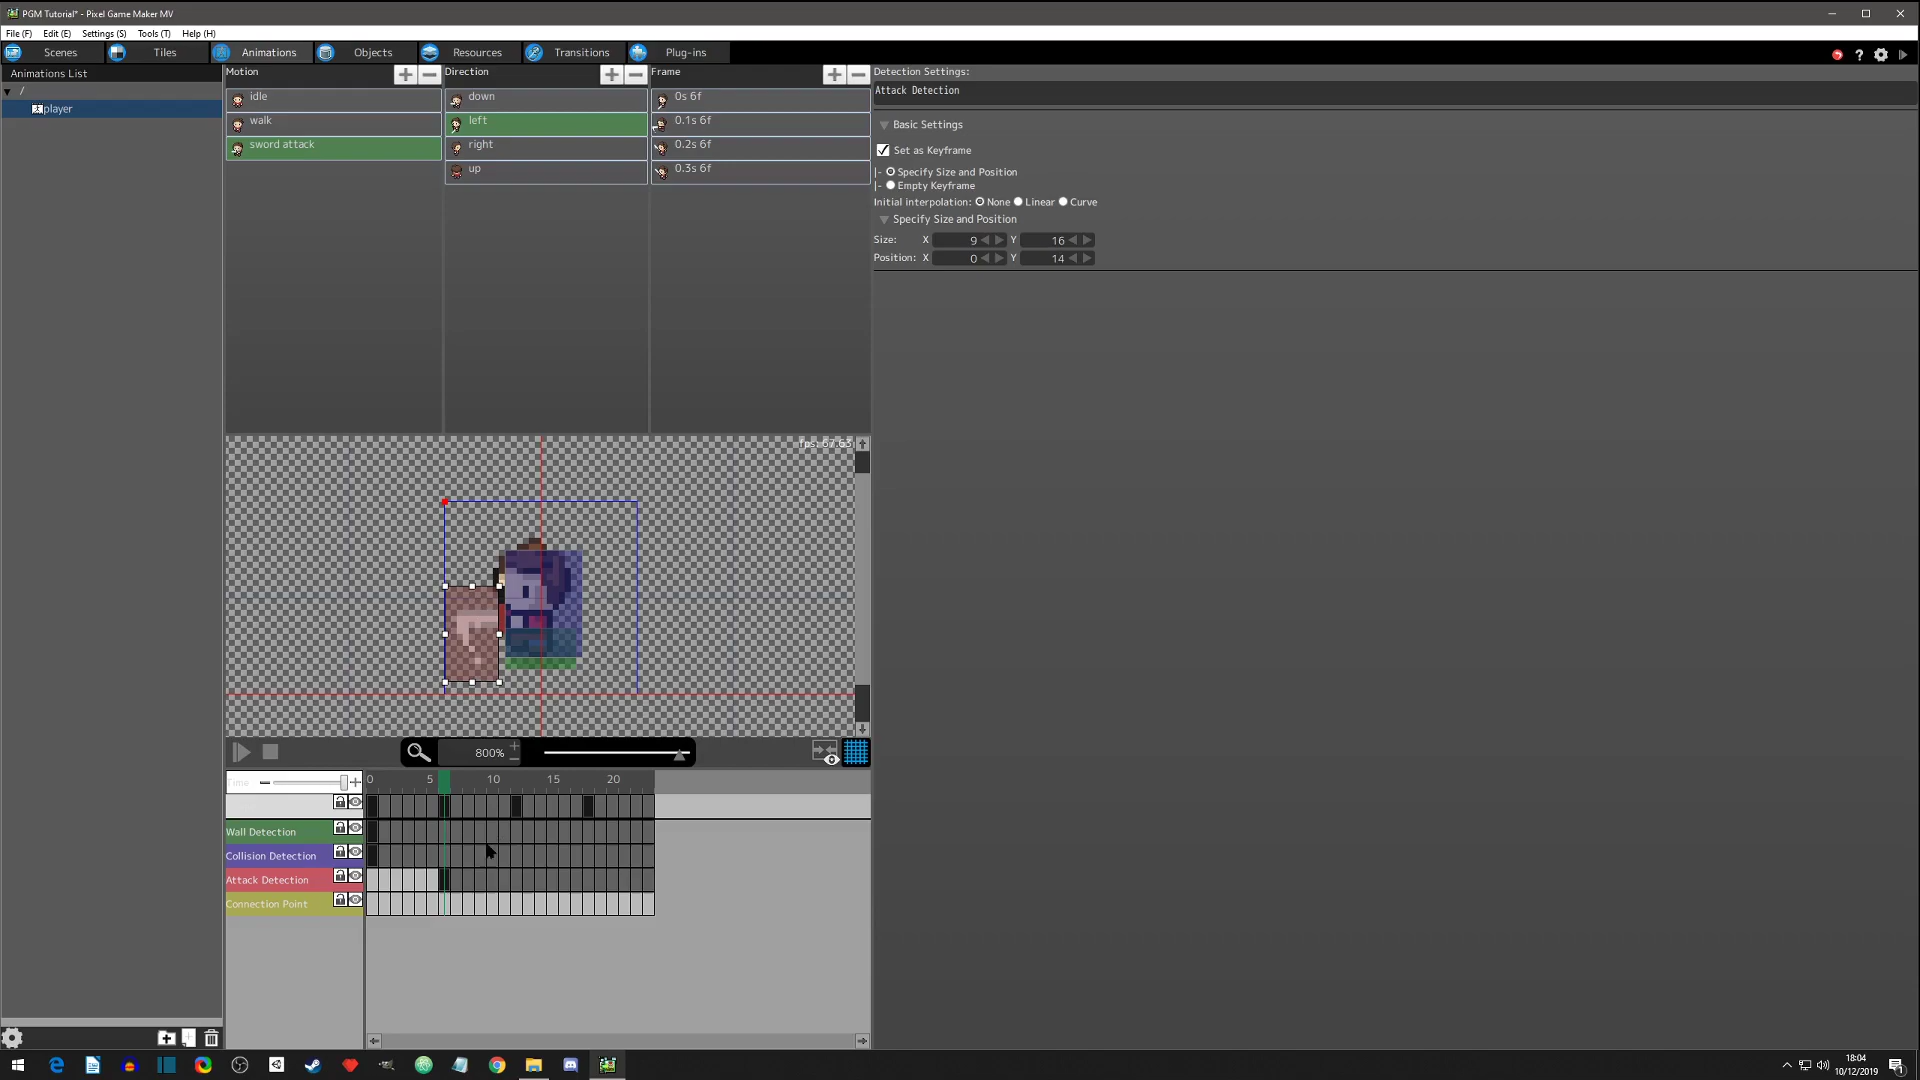 PGM Tutorial* - Pixel Game Maker MV
File (F) Edit (E) Settings (S) Tools (T) Help (H)
Scenes Tiles Animations Objects Resources Transitions Plug-ins
Animations List
/
player
Motion
idle
walk
sword attack
Direction
down
left
right
up
Frame
0s 6f
0.1s 6f
0.2s 6f
0.3s 6f
Detection Settings:
Attack Detection
Basic Settings
Set as Keyframe
|- Specify Size and Position
|- Empty Keyframe
Initial interpolation: None Linear Curve
Specify Size and Position
Size: X 9 Y 16
Position: X 0 Y 14
fps: 67.63
800%
Time
0 5 10 15 20
Wall Detection
Collision Detection
Attack Detection
Connection Point
18:04
10/12/2019